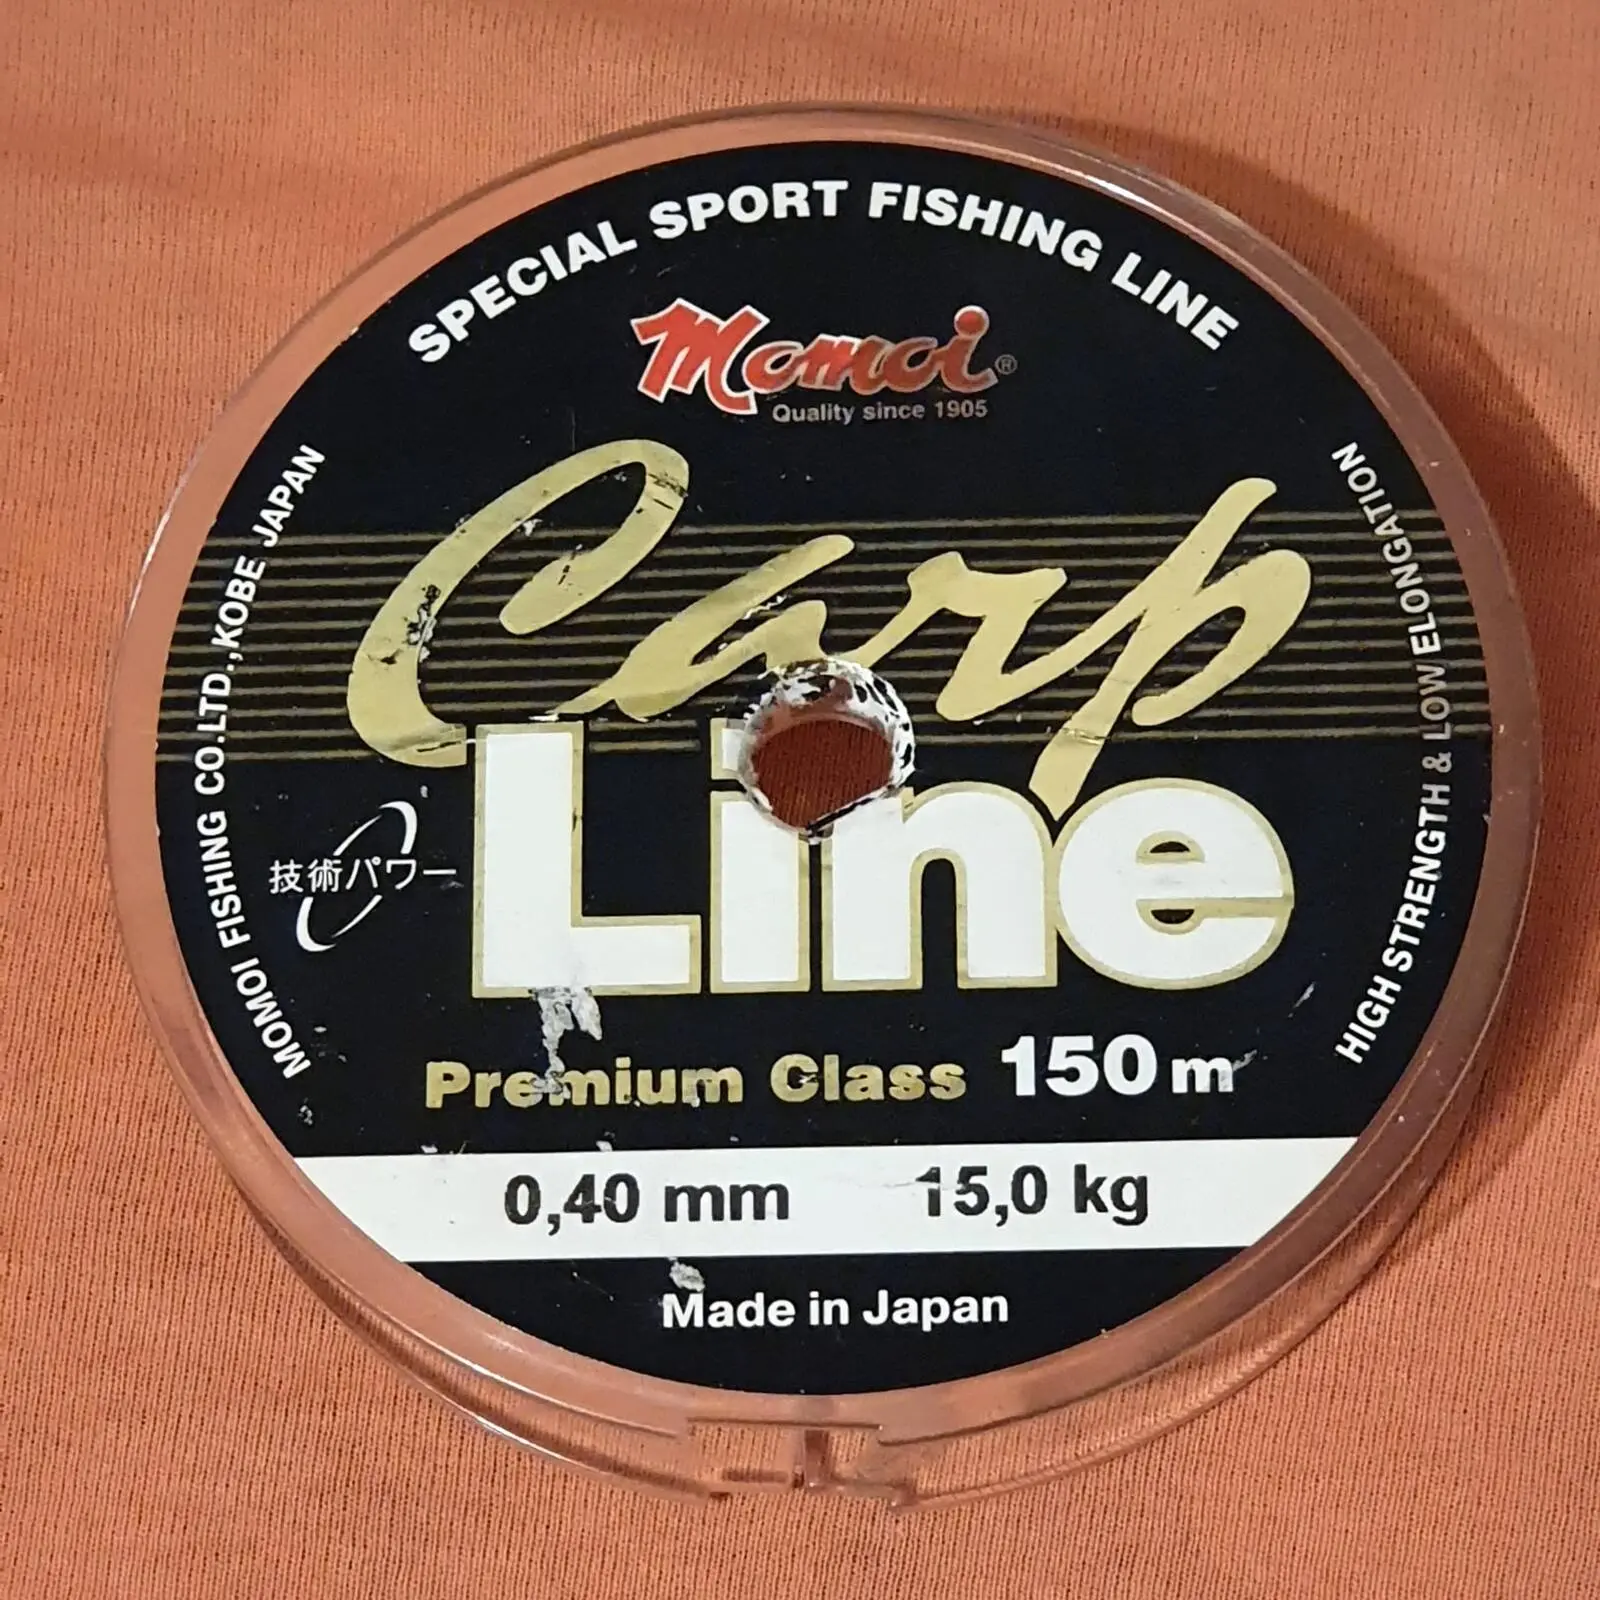 SPECIAL SPORT FISHING LINE
Momoi®
Quality since 1905
MOMOI FISHING CO.LTD.,KOBE JAPAN
HIGH STRENGTH & LOW ELONGATION
Carp
Line
技術パワー
Premium Class 150 m
0,40 mm 15,0 kg
Made in Japan